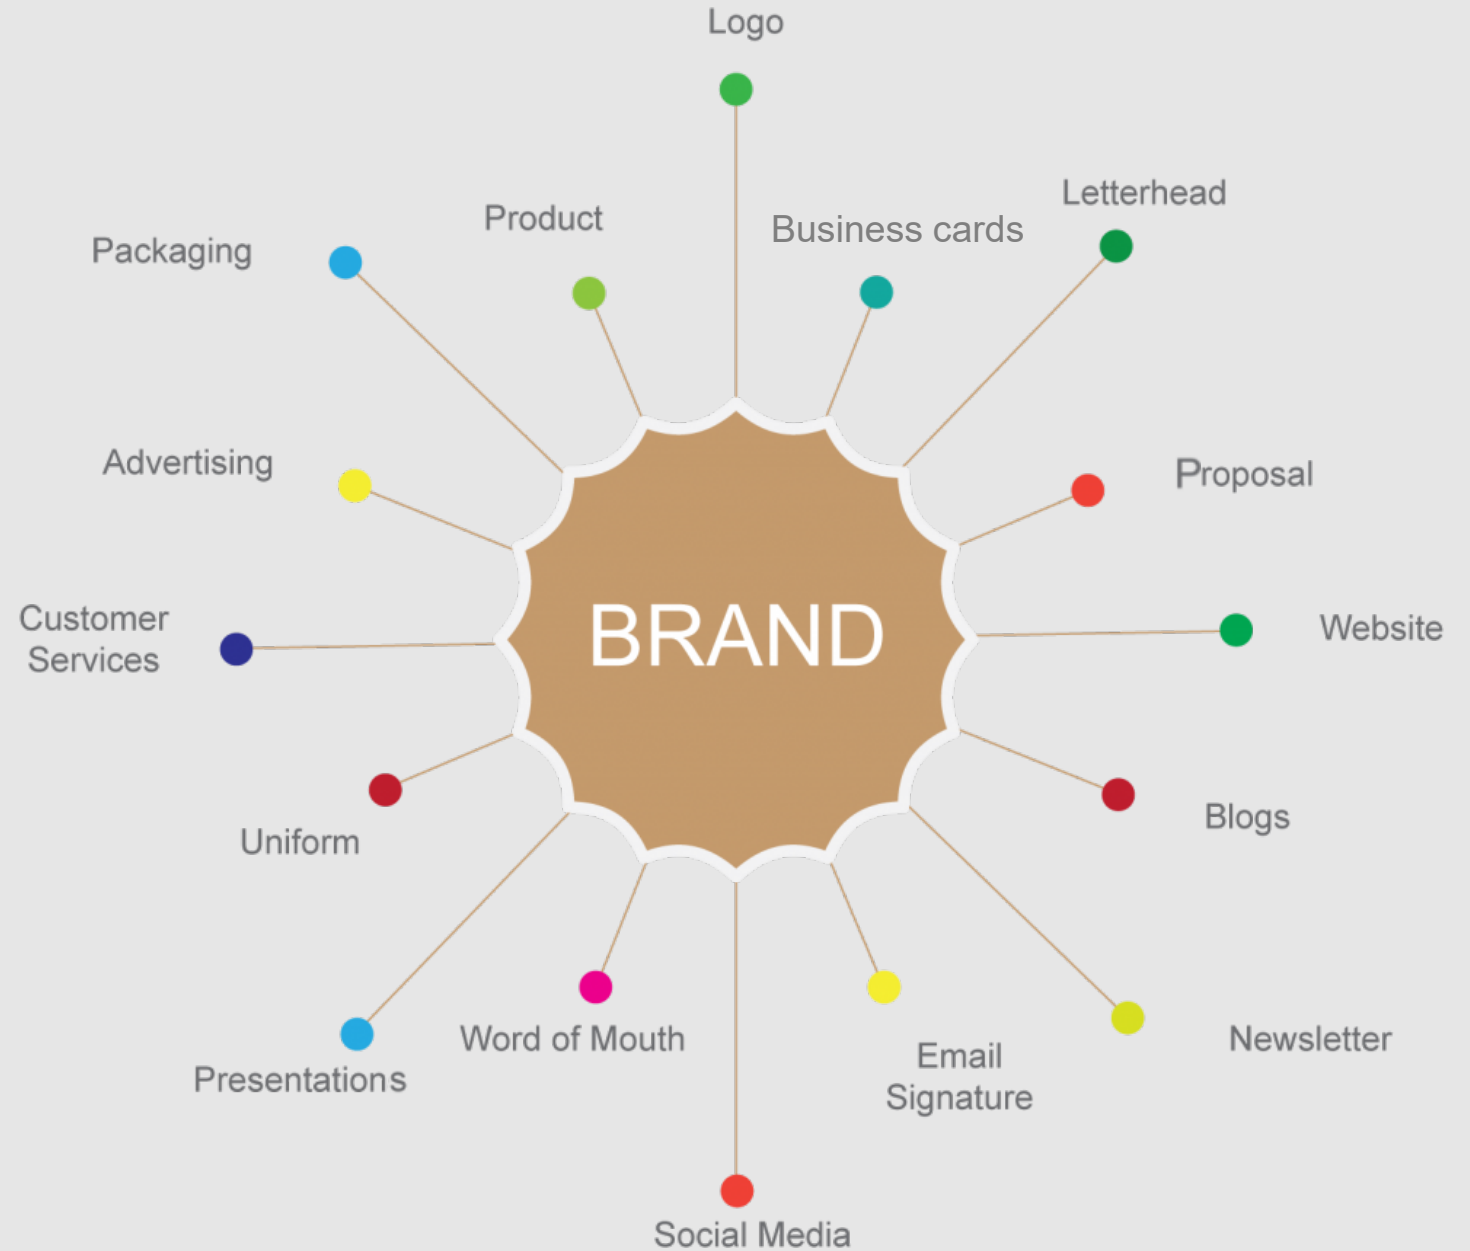 Logo
Letterhead
Product
Business cards
Packaging
Advertising
Proposal
Customer
Services
BRAND
Website
Uniform
Blogs
Word of Mouth
Email
Signature
Newsletter
Presentations
Social Media